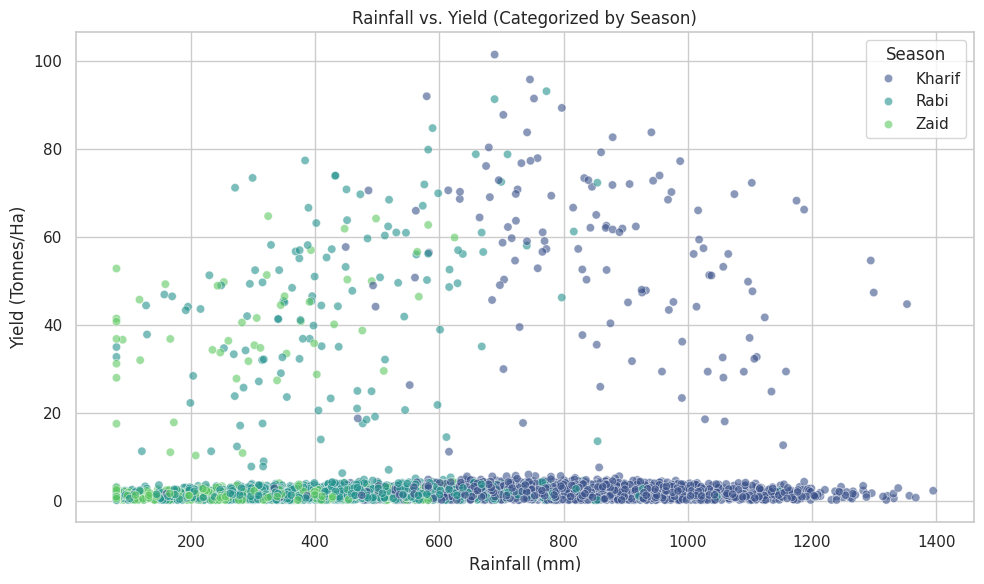 Rainfall vs. Yield (Categorized by Season)
Season
Kharif
Rabi
Zaid
Yield (Tonnes/Ha)
100
80
60
40
20
0
200 400 600 800 1000 1200 1400
Rainfall (mm)